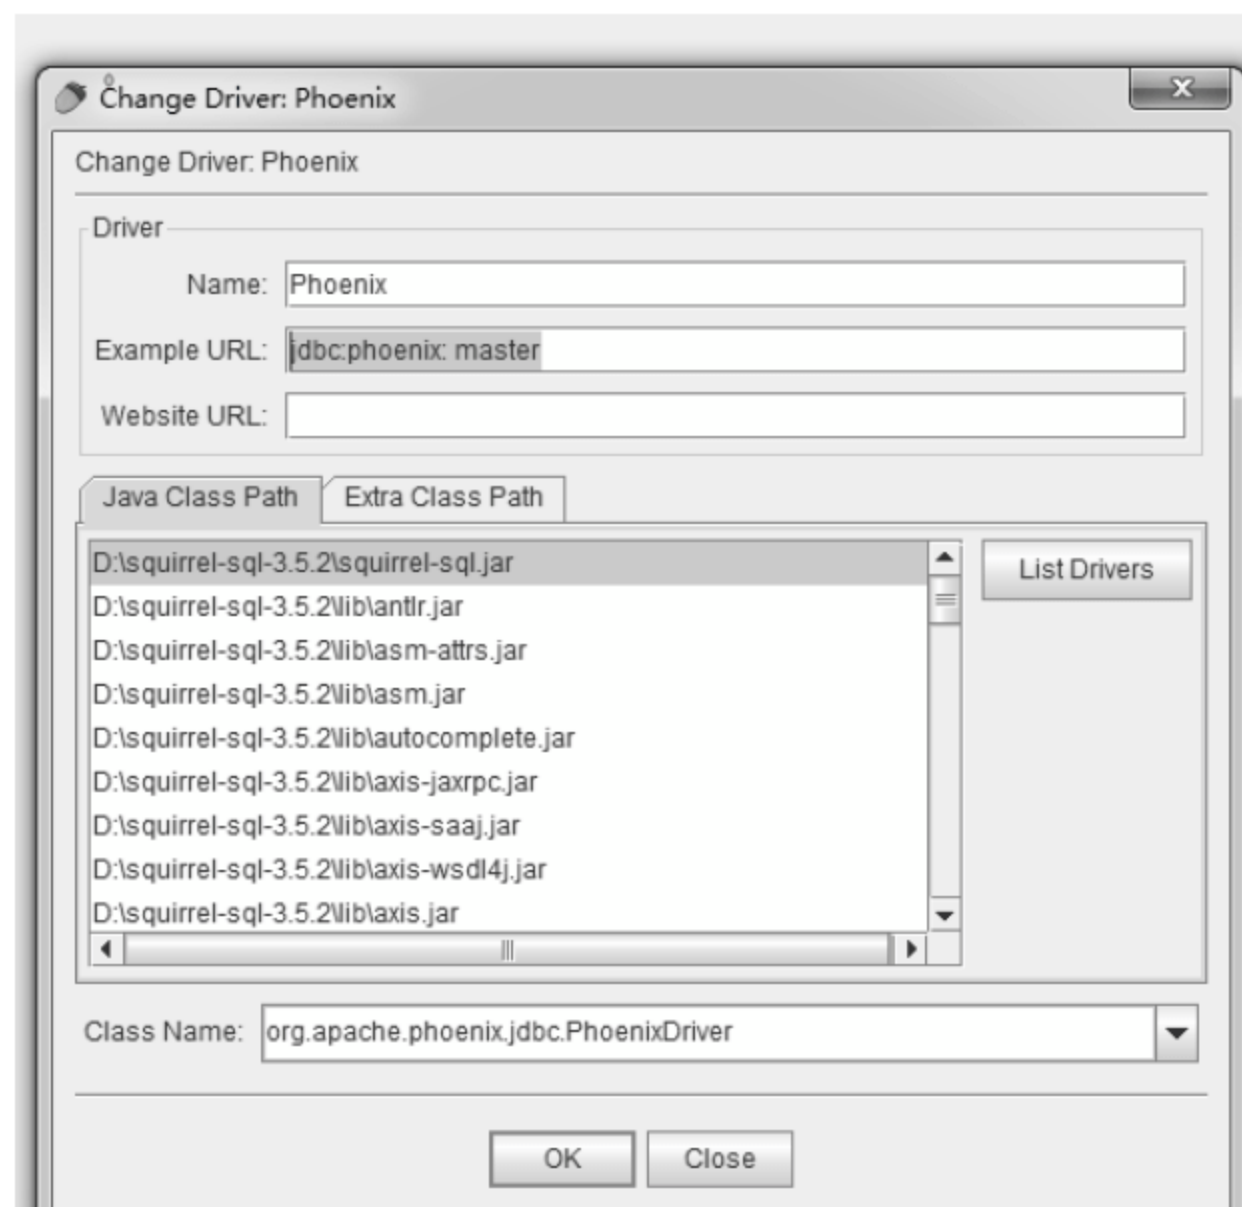 Change Driver: Phoenix
Change Driver: Phoenix
Driver
Name: Phoenix
Example URL: jdbc:phoenix: master
Website URL:
Java Class Path Extra Class Path
D:\squirrel-sql-3.5.2\squirrel-sql.jar
List Drivers
D:\squirrel-sql-3.5.2\lib\antlr.jar
D:\squirrel-sql-3.5.2\lib\asm-attrs.jar
D:\squirrel-sql-3.5.2\lib\asm.jar
D:\squirrel-sql-3.5.2\lib\autocomplete.jar
D:\squirrel-sql-3.5.2\lib\axis-jaxrpc.jar
D:\squirrel-sql-3.5.2\lib\axis-saaj.jar
D:\squirrel-sql-3.5.2\lib\axis-wsdl4j.jar
D:\squirrel-sql-3.5.2\lib\axis.jar
Class Name: org.apache.phoenix.jdbc.PhoenixDriver
OK Close